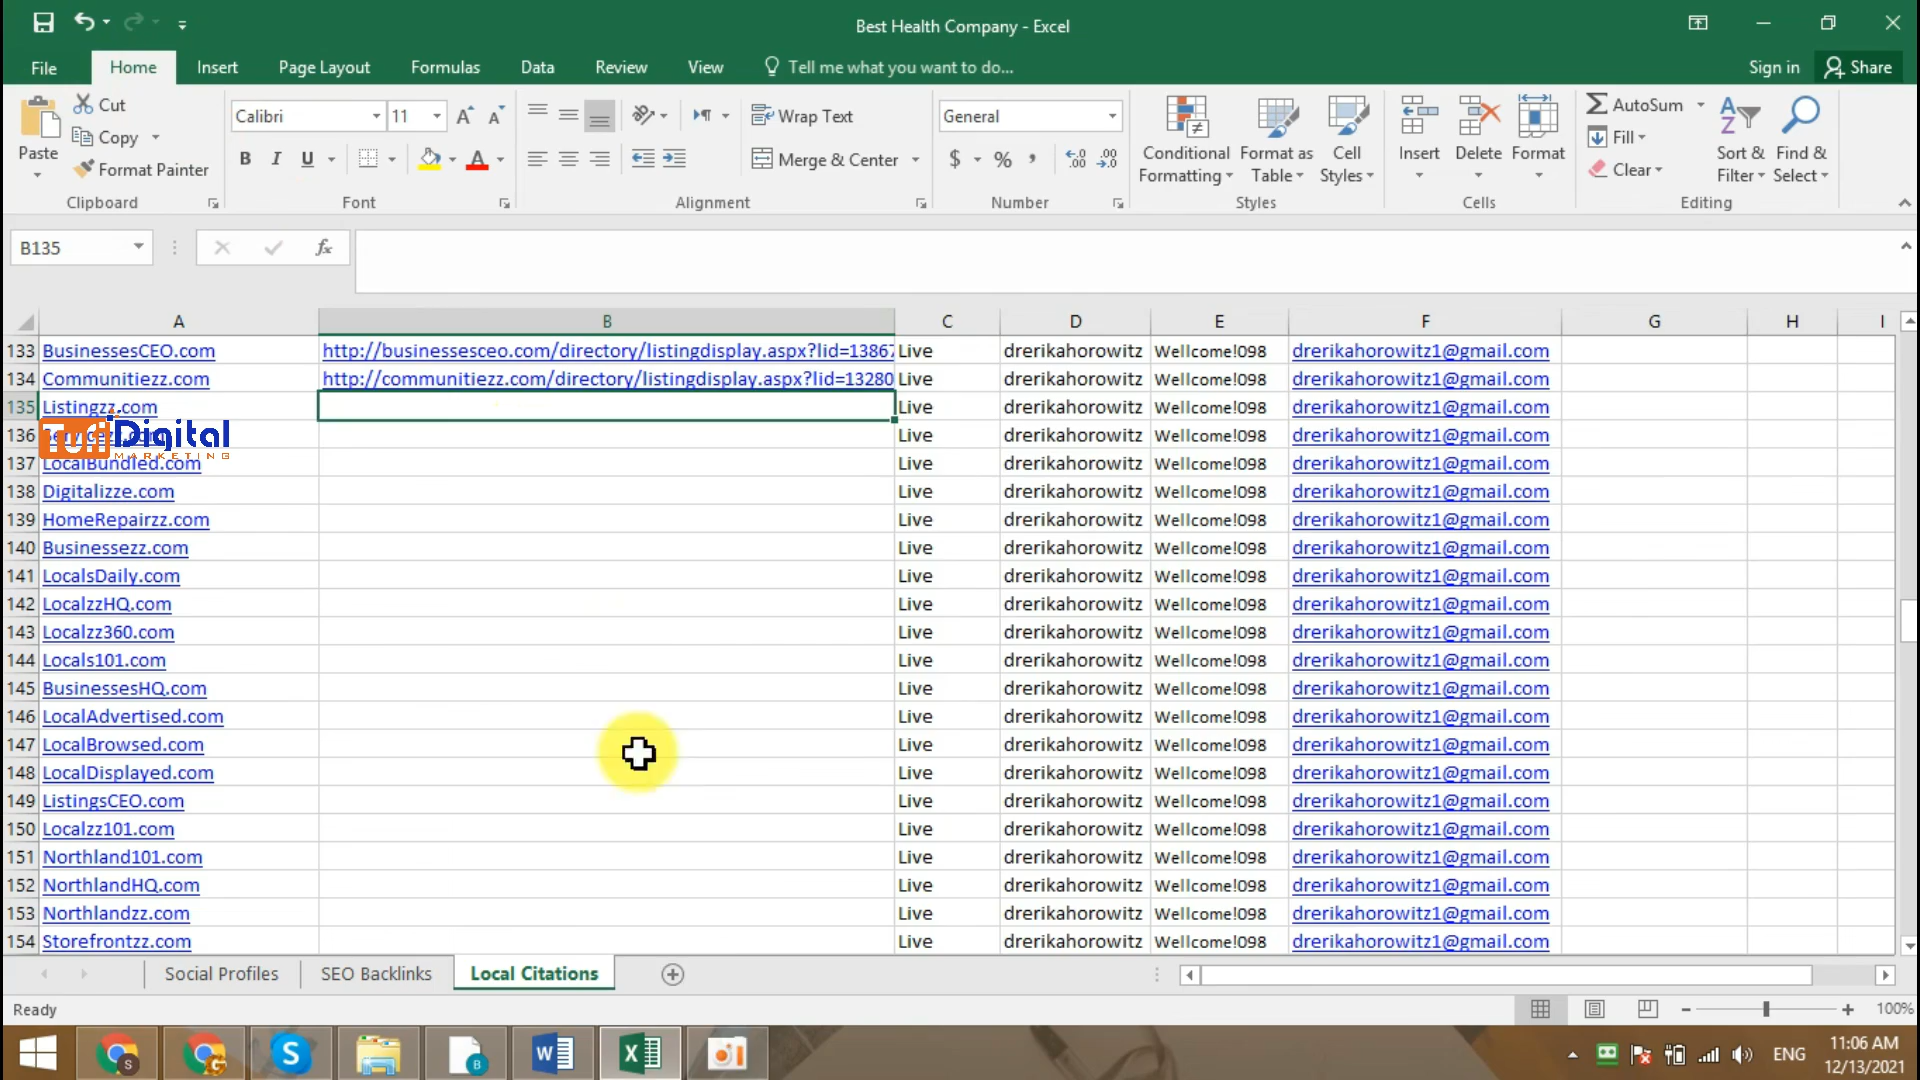 Best Health Company - Excel
File Home Insert Page Layout Formulas Data Review View Tell me what you want to do... Sign in Share
Cut
Copy
Format Painter
Paste
Calibri 11
B I U
Wrap Text
Merge & Center
General
$ % ,
Conditional Formatting
Format as Table
Cell Styles
Insert Delete Format
AutoSum
Fill
Clear
Sort & Filter
Find & Select
Clipboard Font Alignment Number Styles Cells Editing
B135 fx
A B C D E F G H I
133 BusinessesCEO.com http://businessesceo.com/directory/listingdisplay.aspx?lid=13867 Live drerikahorowitz Wellcome!098 drerikahorowitz1@gmail.com
134 Communitiezz.com http://communitiezz.com/directory/listingdisplay.aspx?lid=13280 Live drerikahorowitz Wellcome!098 drerikahorowitz1@gmail.com
135 Listingzz.com Live drerikahorowitz Wellcome!098 drerikahorowitz1@gmail.com
136 Live drerikahorowitz Wellcome!098 drerikahorowitz1@gmail.com
Turi Digital
MARKETING
137 LocalBundled.com Live drerikahorowitz Wellcome!098 drerikahorowitz1@gmail.com
138 Digitalizze.com Live drerikahorowitz Wellcome!098 drerikahorowitz1@gmail.com
139 HomeRepairzz.com Live drerikahorowitz Wellcome!098 drerikahorowitz1@gmail.com
140 Businessezz.com Live drerikahorowitz Wellcome!098 drerikahorowitz1@gmail.com
141 LocalsDaily.com Live drerikahorowitz Wellcome!098 drerikahorowitz1@gmail.com
142 LocalzzHQ.com Live drerikahorowitz Wellcome!098 drerikahorowitz1@gmail.com
143 Localzz360.com Live drerikahorowitz Wellcome!098 drerikahorowitz1@gmail.com
144 Locals101.com Live drerikahorowitz Wellcome!098 drerikahorowitz1@gmail.com
145 BusinessesHQ.com Live drerikahorowitz Wellcome!098 drerikahorowitz1@gmail.com
146 LocalAdvertised.com Live drerikahorowitz Wellcome!098 drerikahorowitz1@gmail.com
147 LocalBrowsed.com Live drerikahorowitz Wellcome!098 drerikahorowitz1@gmail.com
148 LocalDisplayed.com Live drerikahorowitz Wellcome!098 drerikahorowitz1@gmail.com
149 ListingsCEO.com Live drerikahorowitz Wellcome!098 drerikahorowitz1@gmail.com
150 Localzz101.com Live drerikahorowitz Wellcome!098 drerikahorowitz1@gmail.com
151 Northland101.com Live drerikahorowitz Wellcome!098 drerikahorowitz1@gmail.com
152 NorthlandHQ.com Live drerikahorowitz Wellcome!098 drerikahorowitz1@gmail.com
153 Northlandzz.com Live drerikahorowitz Wellcome!098 drerikahorowitz1@gmail.com
154 Storefrontzz.com Live drerikahorowitz Wellcome!098 drerikahorowitz1@gmail.com
Social Profiles SEO Backlinks Local Citations
Ready 100%
ENG 11:06 AM
12/13/2021